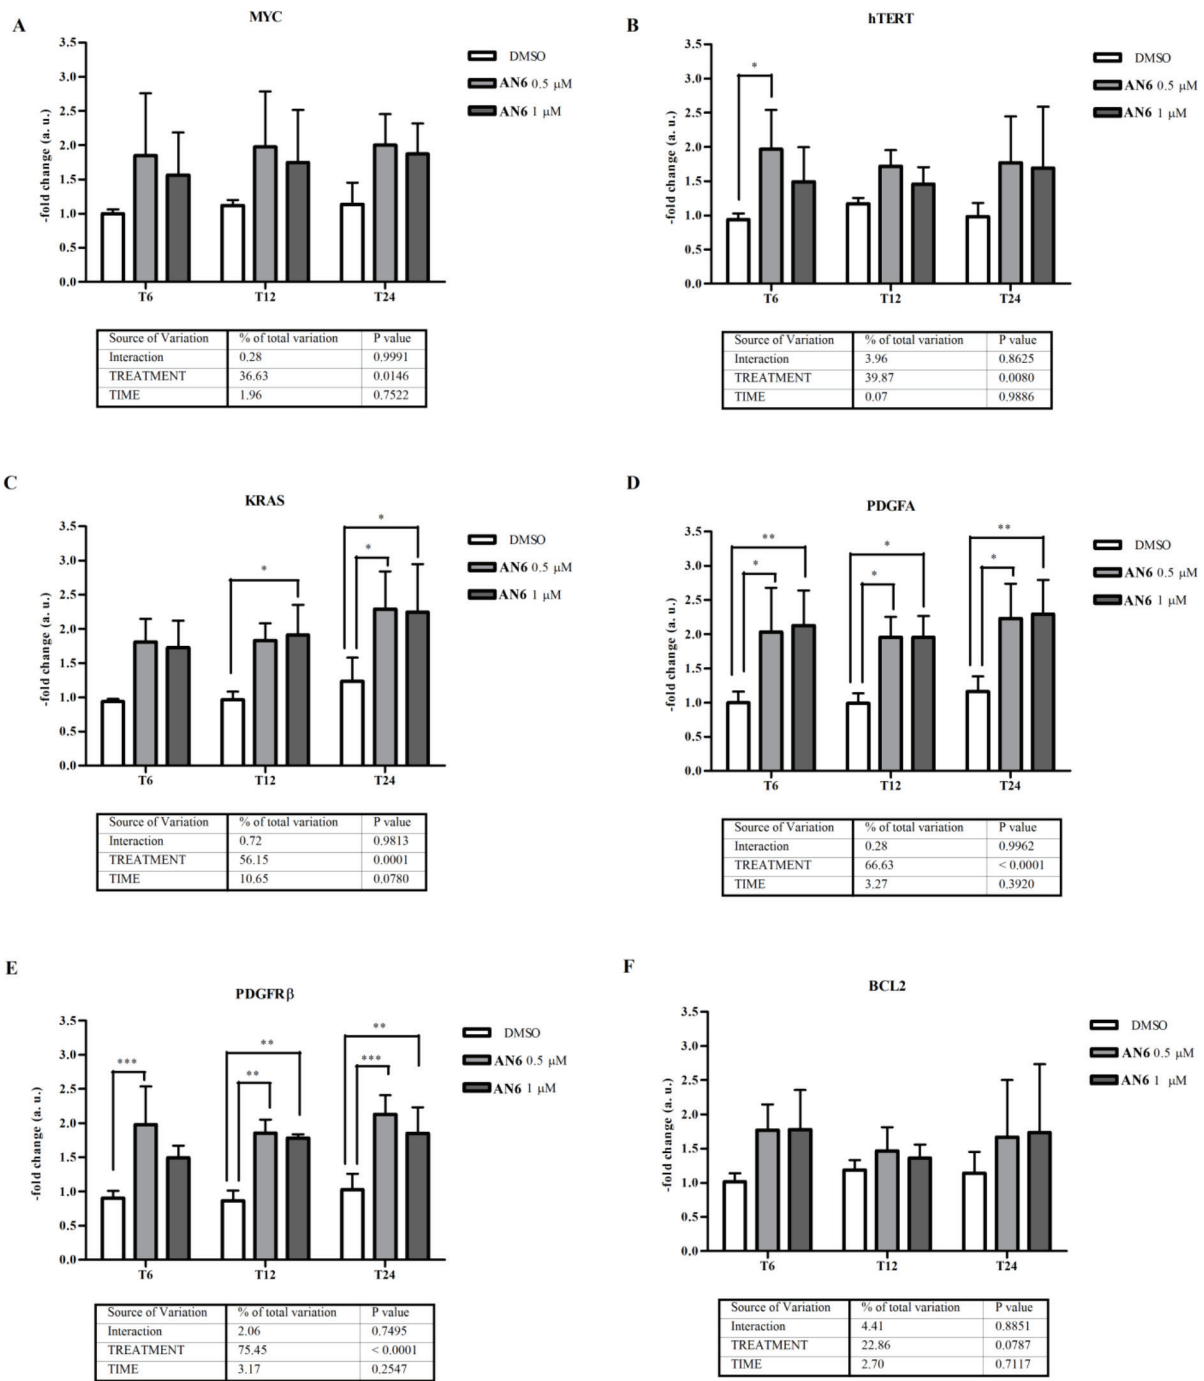 A
MYC
3.5
3.0
2.5
2.0
1.5
1.0
0.5
0.0
-fold change (a. u.)
T6
T12
T24
DMSO
AN6 0.5 μM
AN6 1 μM
Source of Variation % of total variation P value
Interaction 0.28 0.9991
TREATMENT 36.63 0.0146
TIME 1.96 0.7522
B
hTERT
3.5
3.0
2.5
2.0
1.5
1.0
0.5
0.0
-fold change (a. u.)
*
T6
T12
T24
DMSO
AN6 0.5 μM
AN6 1 μM
Source of Variation % of total variation P value
Interaction 3.96 0.8625
TREATMENT 39.87 0.0080
TIME 0.07 0.9886
C
KRAS
3.5
3.0
2.5
2.0
1.5
1.0
0.5
0.0
-fold change (a. u.)
*
*
*
T6
T12
T24
DMSO
AN6 0.5 μM
AN6 1 μM
Source of Variation % of total variation P value
Interaction 0.72 0.9813
TREATMENT 56.15 0.0001
TIME 10.65 0.0780
D
PDGFA
3.5
3.0
2.5
2.0
1.5
1.0
0.5
0.0
-fold change (a. u.)
**
*
*
*
**
*
T6
T12
T24
DMSO
AN6 0.5 μM
AN6 1 μM
Source of Variation % of total variation P value
Interaction 0.28 0.9962
TREATMENT 66.63 < 0.0001
TIME 3.27 0.3920
E
PDGFRβ
3.5
3.0
2.5
2.0
1.5
1.0
0.5
0.0
-fold change (a. u.)
***
**
**
**
***
T6
T12
T24
DMSO
AN6 0.5 μM
AN6 1 μM
Source of Variation % of total variation P value
Interaction 2.06 0.7495
TREATMENT 75.45 < 0.0001
TIME 3.17 0.2547
F
BCL2
3.5
3.0
2.5
2.0
1.5
1.0
0.5
0.0
-fold change (a. u.)
T6
T12
T24
DMSO
AN6 0.5 μM
AN6 1 μM
Source of Variation % of total variation P value
Interaction 4.41 0.8851
TREATMENT 22.86 0.0787
TIME 2.70 0.7117